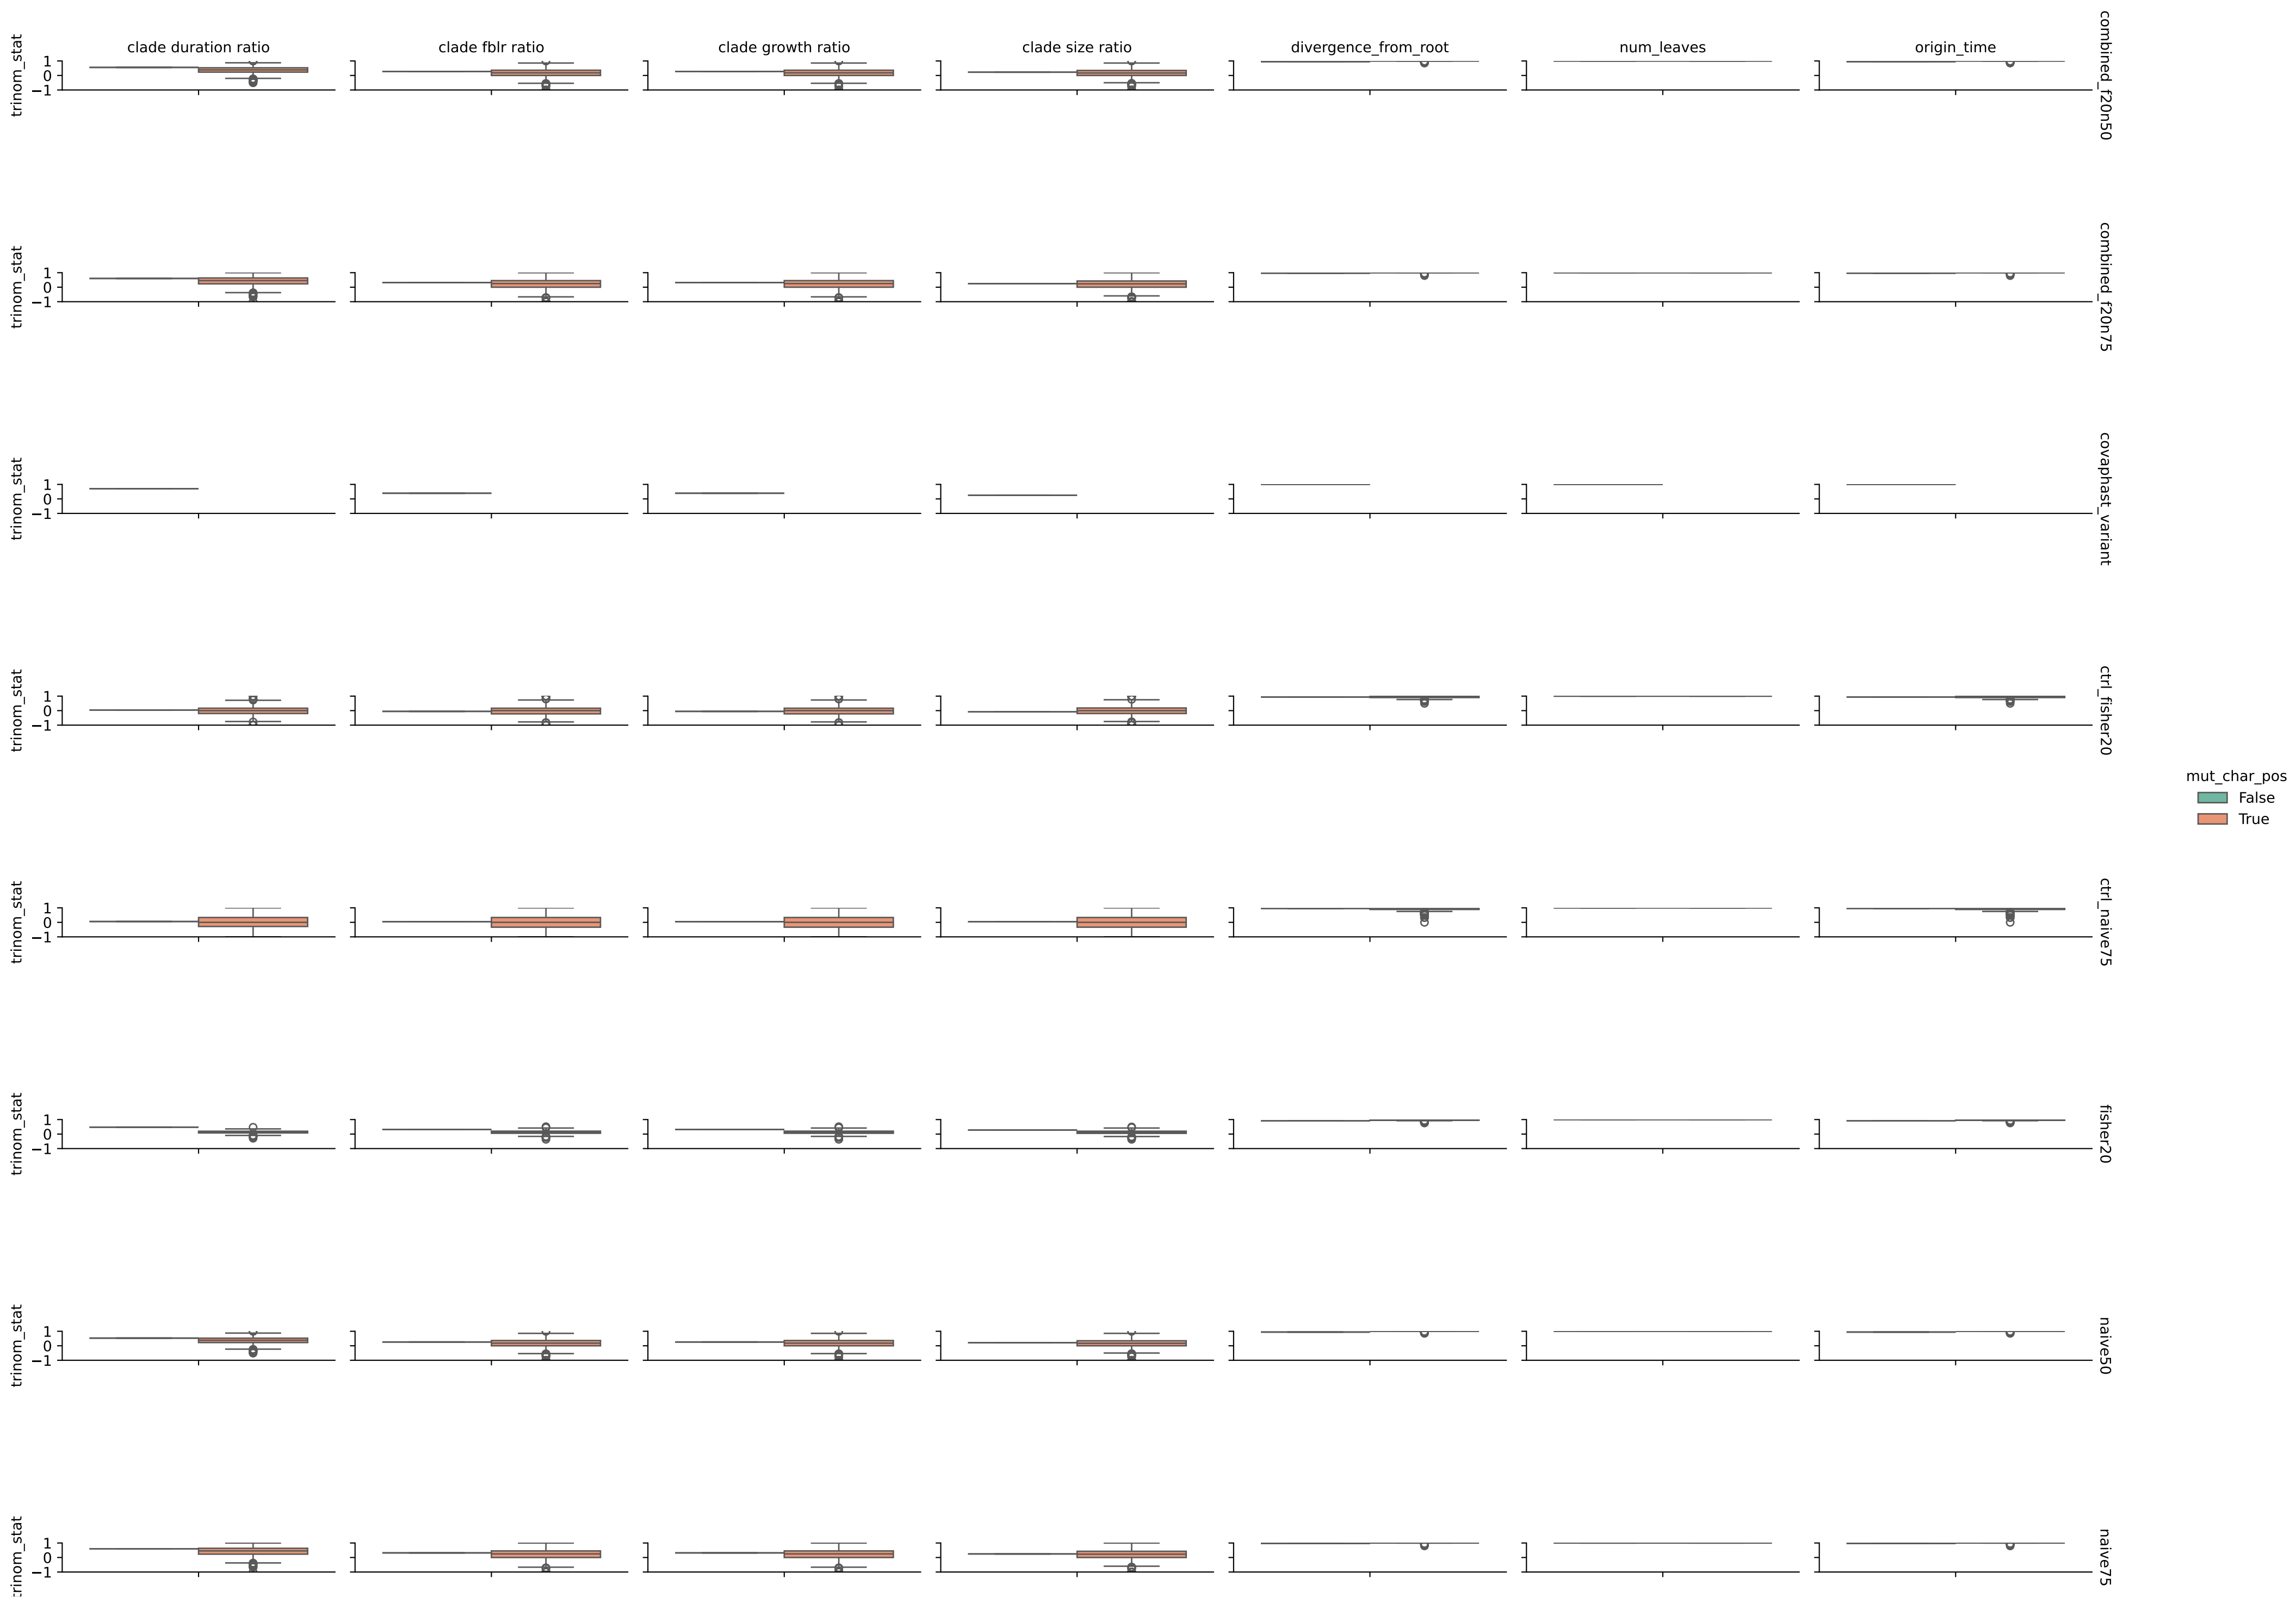 clade duration ratio
clade fblr ratio
clade growth ratio
clade size ratio
divergence_from_root
num_leaves
origin_time
trinom_stat
1
0
−1
combined_f20n50
trinom_stat
1
0
−1
combined_f20n75
trinom_stat
1
0
−1
covaphast_variant
trinom_stat
1
0
−1
ctrl_fisher20
mut_char_pos
False
True
trinom_stat
1
0
−1
ctrl_naive75
trinom_stat
1
0
−1
fisher20
trinom_stat
1
0
−1
naive50
trinom_stat
1
0
−1
naive75